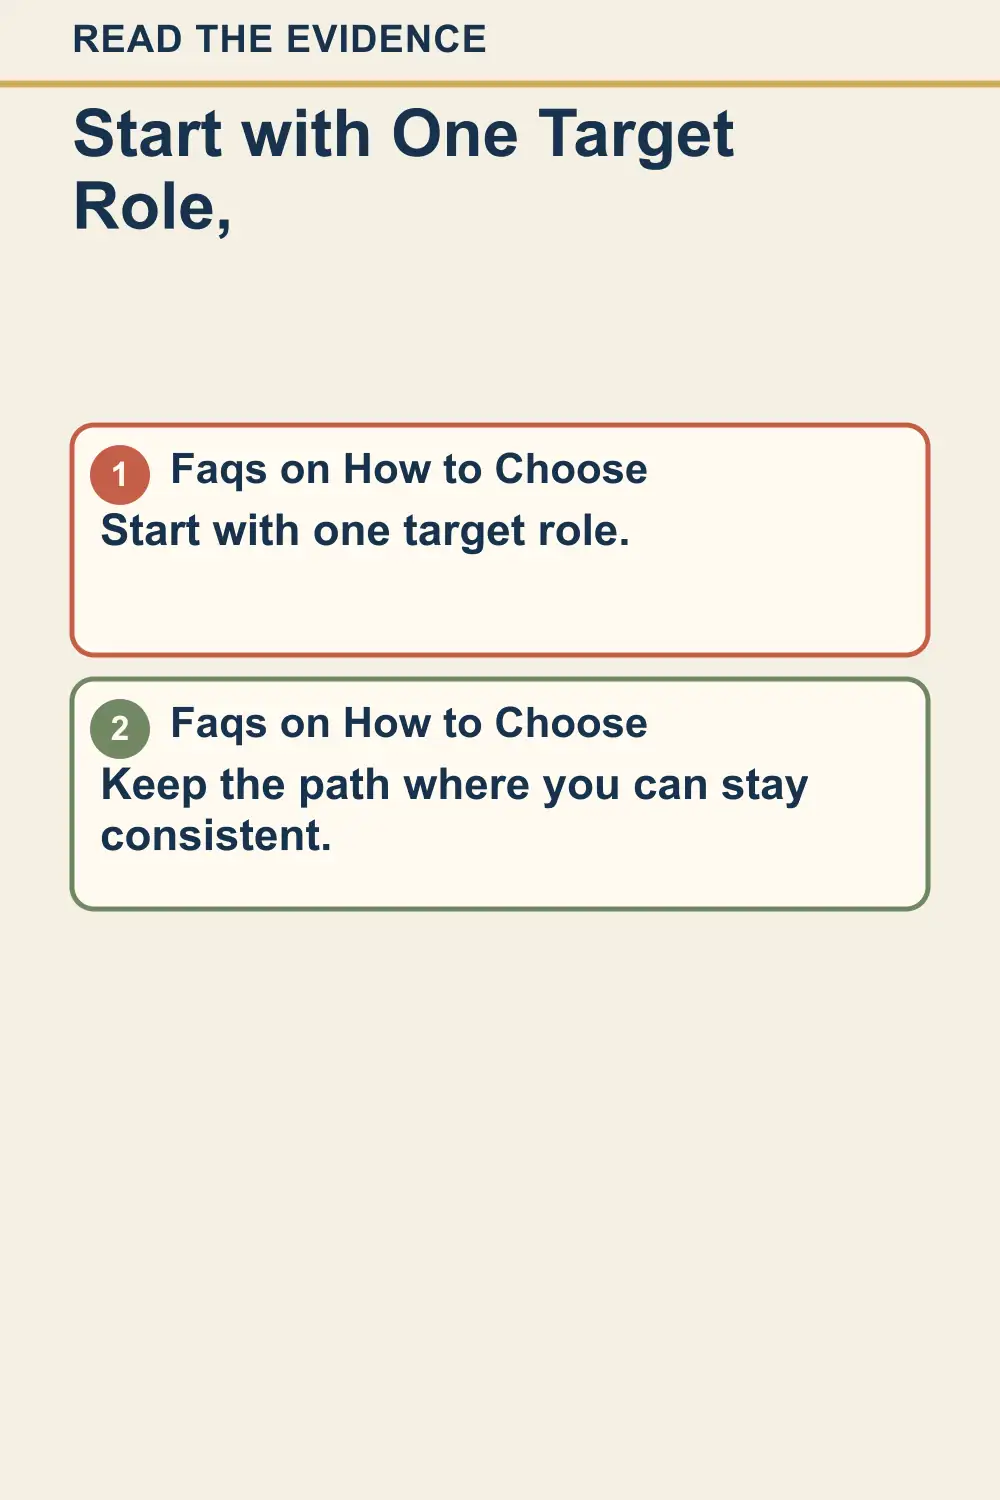 READ THE EVIDENCE
Start with One Target
Role,
1 Faqs on How to Choose
Start with one target role.
2 Faqs on How to Choose
Keep the path where you can stay
consistent.